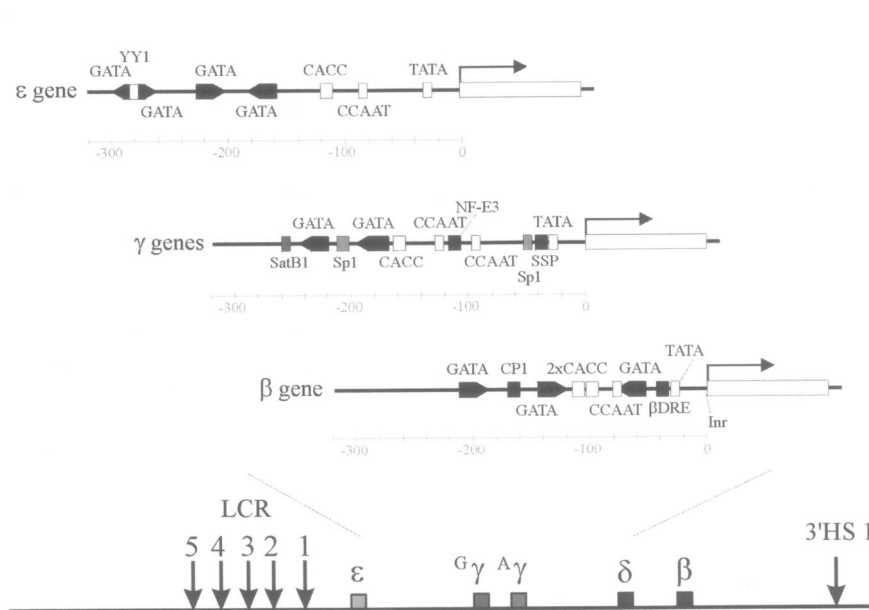 YY1
GATA GATA CACC TATA
ε gene
GATA GATA CCAAT
-300 -200 -100 0
NF-E3
GATA GATA CCAAT TATA
γ genes
SatB1 Sp1 CACC CCAAT SSP
Sp1
-300 -200 -100 0
TATA
GATA CP1 2xCACC GATA
β gene
GATA CCAAT βDRE
Inr
-300 -200 -100 0
LCR
3'HS 1
5 4 3 2 1
ε Gγ Aγ δ β